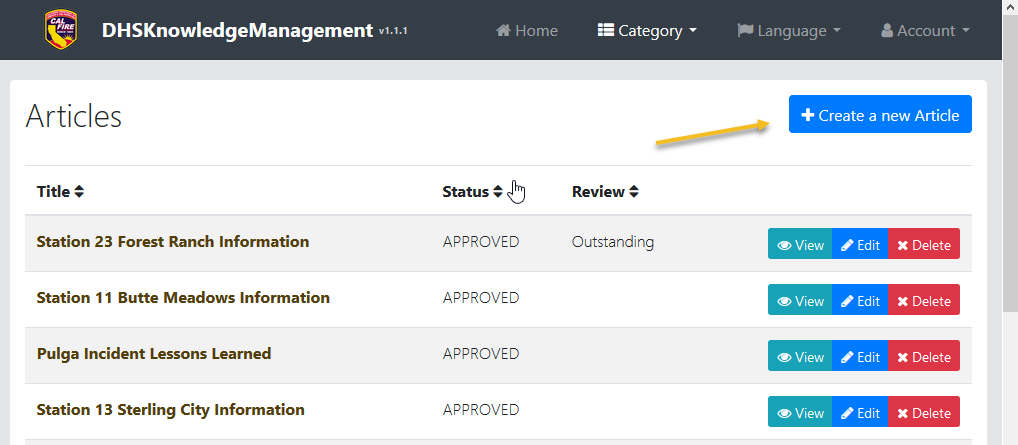 CAL FIRE
DHSKnowledgeManagement v1.1.1
Home
Category
Language
Account
Articles
Create a new Article
Title Status Review
Station 23 Forest Ranch Information APPROVED Outstanding View Edit Delete
Station 11 Butte Meadows Information APPROVED View Edit Delete
Pulga Incident Lessons Learned APPROVED View Edit Delete
Station 13 Sterling City Information APPROVED View Edit Delete